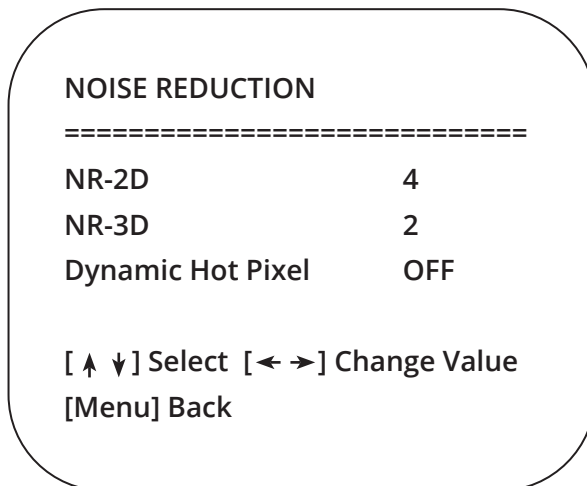 NOISE REDUCTION
=============================
NR-2D 4
NR-3D 2
Dynamic Hot Pixel OFF
[ ↑ ↓ ] Select [ ← → ] Change Value
[Menu] Back